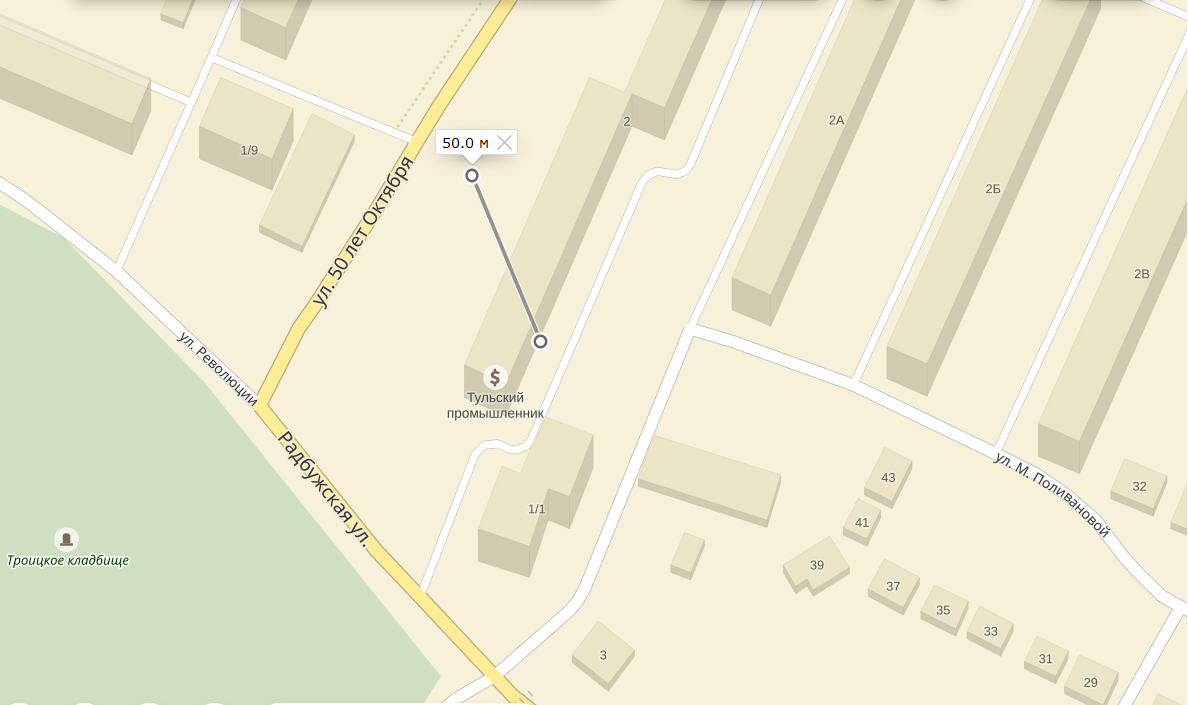 2
2А
50.0 м
1/9
2Б
ул. 50 лет Октября
2В
ул. Революции
Тульский
промышленник
Радбужская ул.
ул. М. Поливановой
43
32
1/1
41
Троицкое кладбище
39
37
35
33
3
31
29